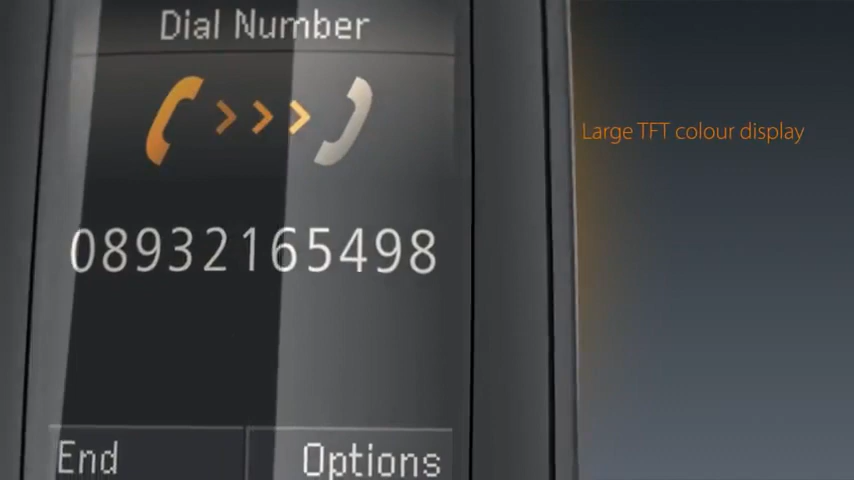 Dial Number
Large TFT colour display
08932165498
End
Options